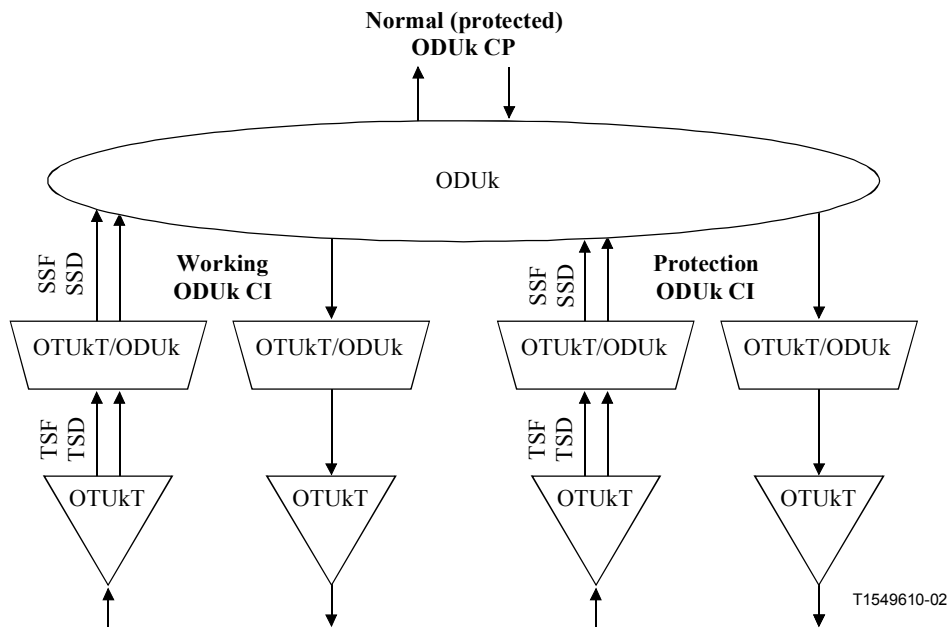 Normal (protected)
ODUk CP
ODUk
SSF
SSD
Working
ODUk CI
SSF
SSD
Protection
ODUk CI
OTUkT/ODUk
OTUkT/ODUk
OTUkT/ODUk
OTUkT/ODUk
TSF
TSD
TSF
TSD
OTUkT
OTUkT
OTUkT
OTUkT
T1549610-02